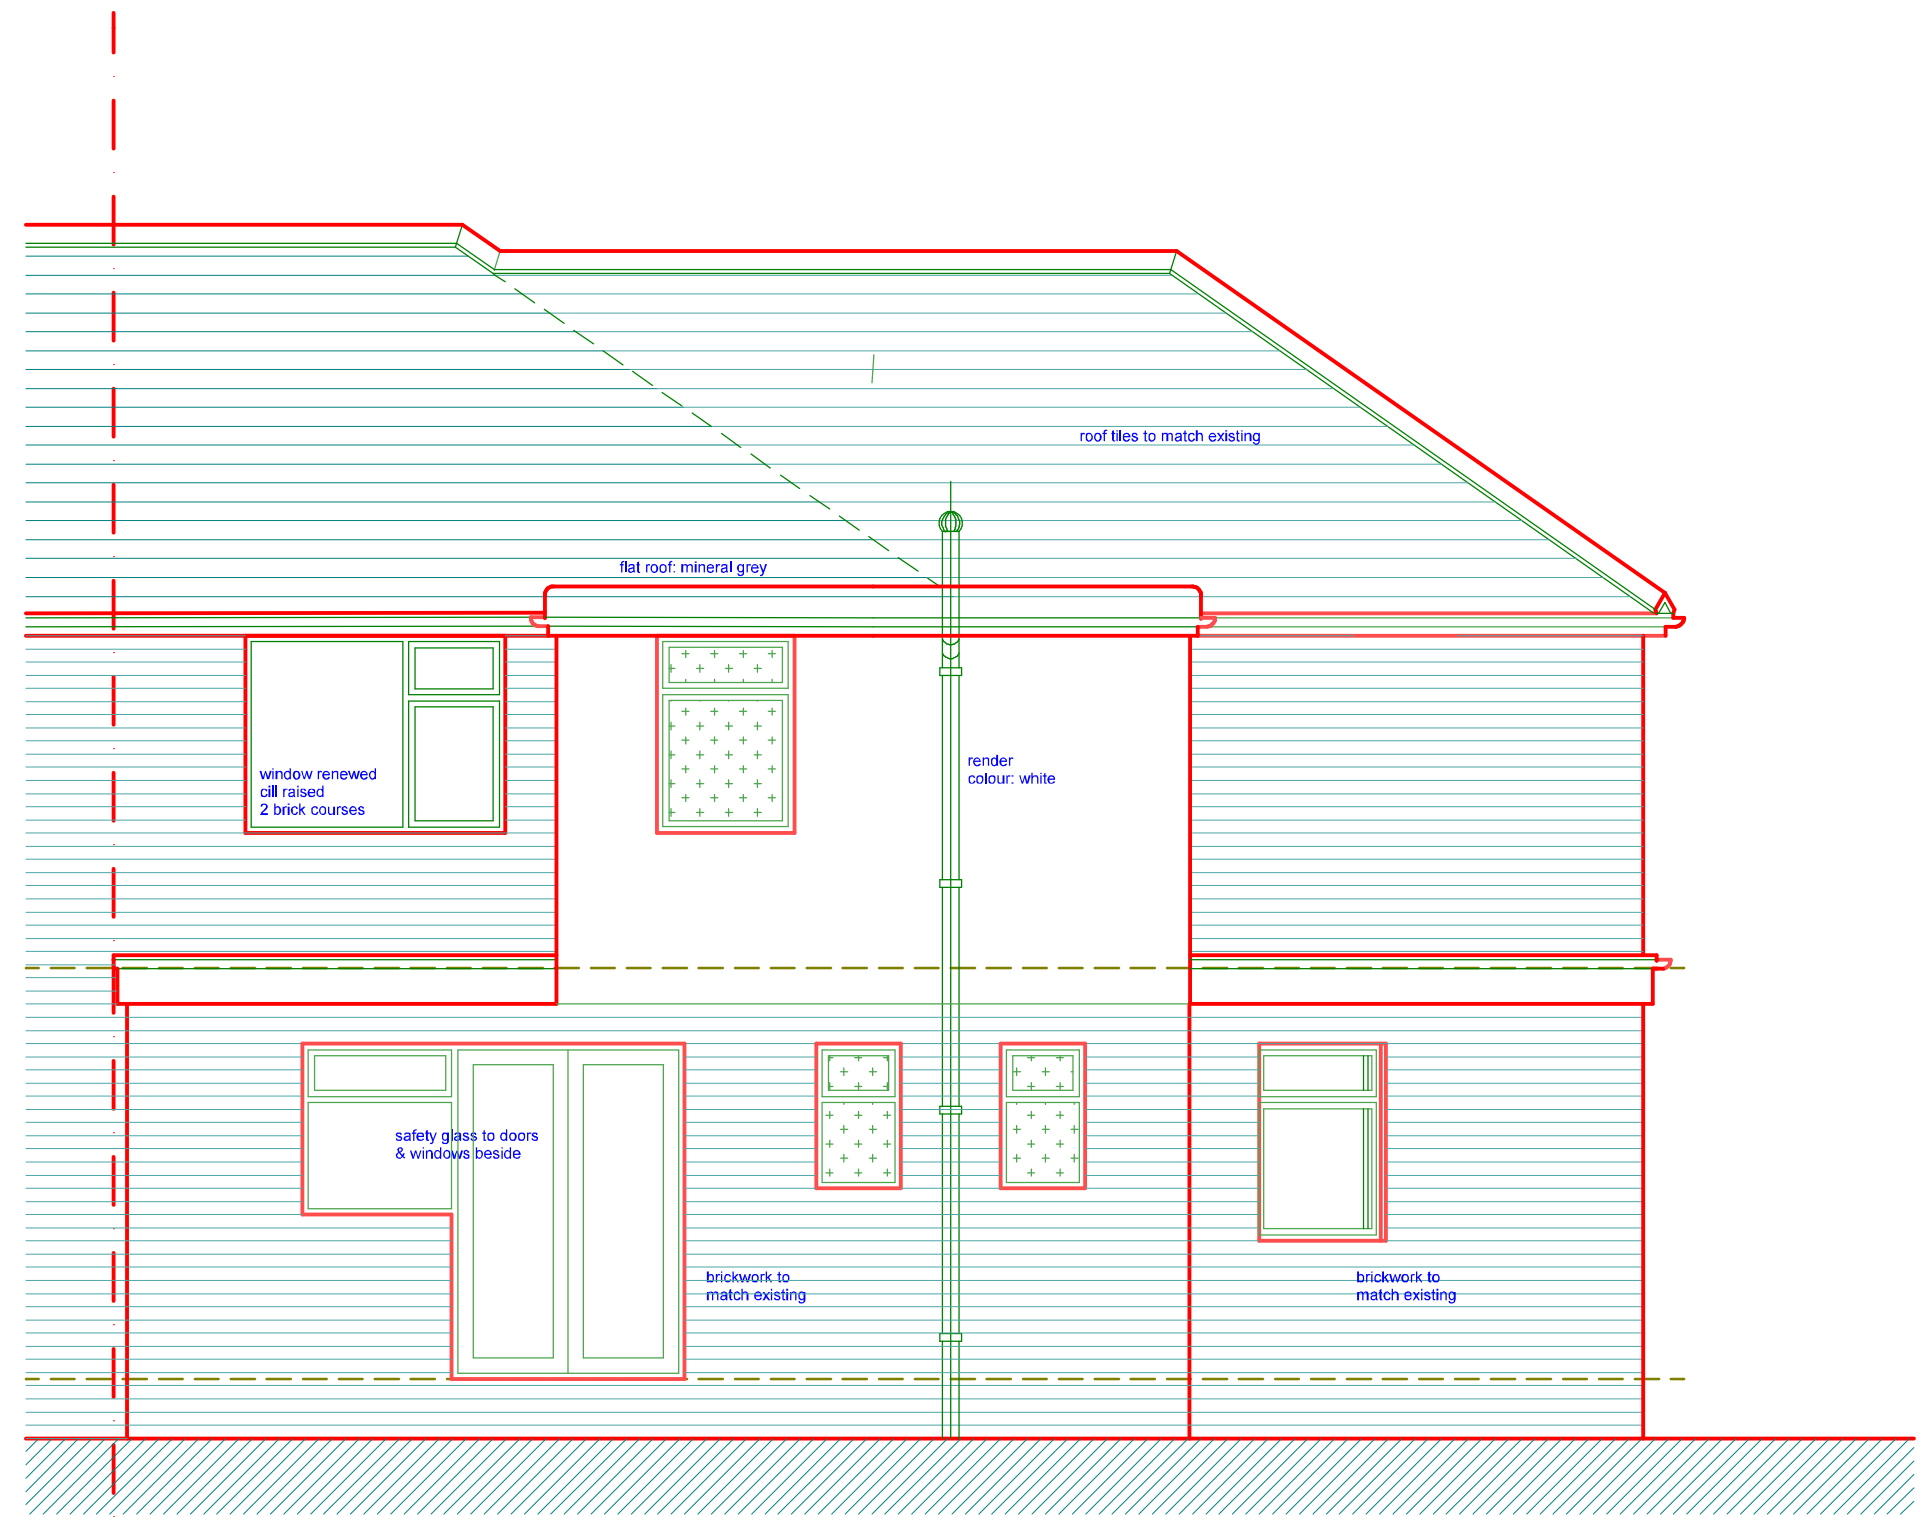 roof tiles to match existing
flat roof: mineral grey
window renewed
cill raised
2 brick courses
render
colour: white
safety glass to doors
& windows beside
brickwork to
match existing
brickwork to
match existing